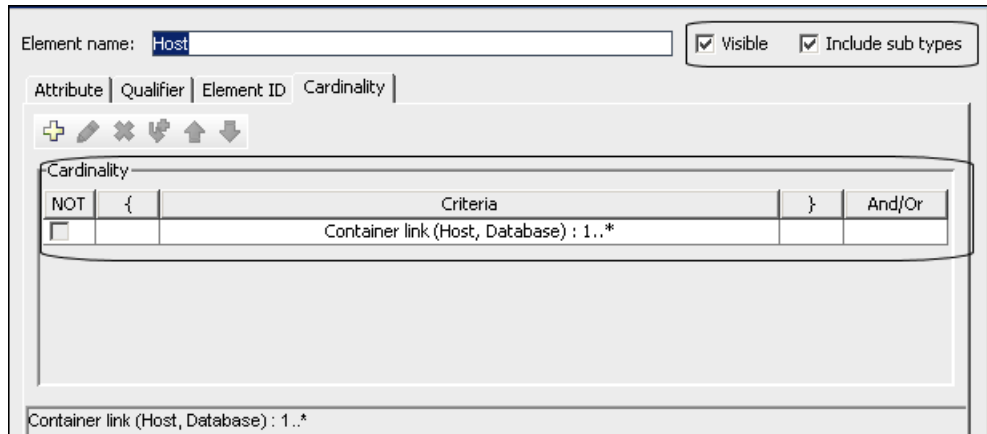 Element name: Host Visible Include sub types
Attribute Qualifier Element ID Cardinality
Cardinality
NOT { Criteria } And/Or
Container link (Host, Database) : 1..*
Container link (Host, Database) : 1..*